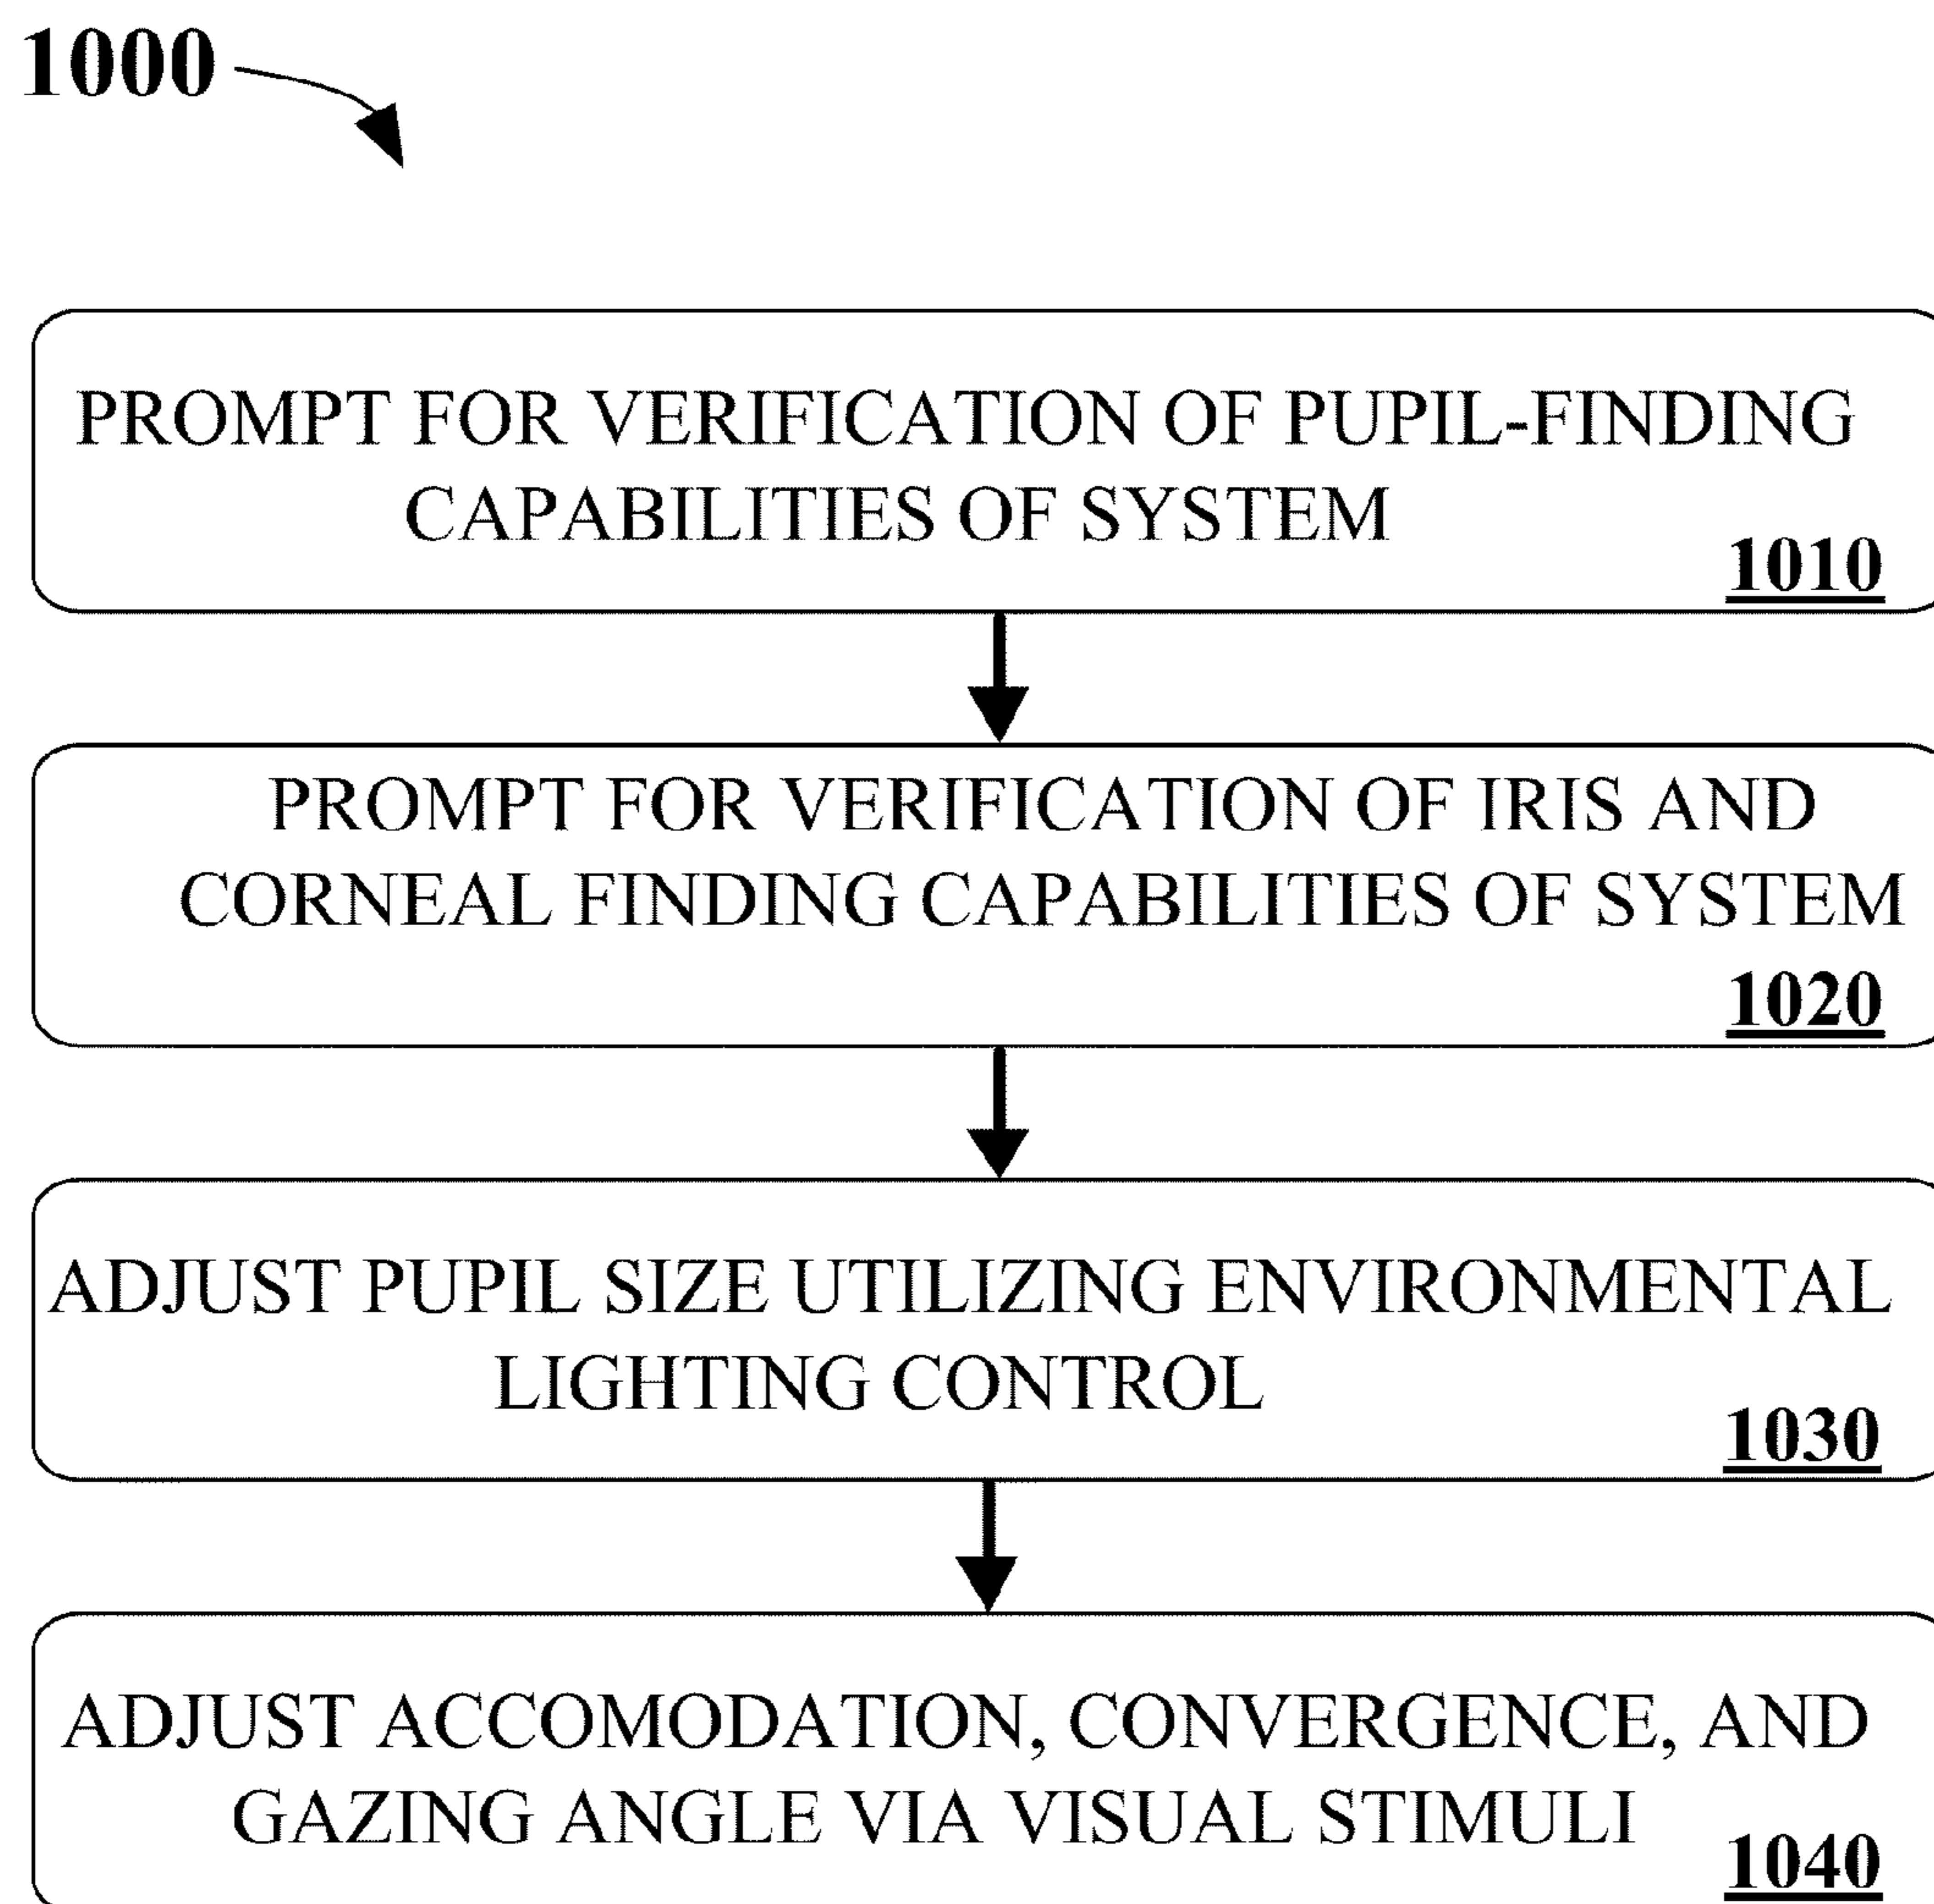 1000
PROMPT FOR VERIFICATION OF PUPIL-FINDING
CAPABILITIES OF SYSTEM
1010
PROMPT FOR VERIFICATION OF IRIS AND
CORNEAL FINDING CAPABILITIES OF SYSTEM
1020
ADJUST PUPIL SIZE UTILIZING ENVIRONMENTAL
LIGHTING CONTROL
1030
ADJUST ACCOMODATION, CONVERGENCE, AND
GAZING ANGLE VIA VISUAL STIMULI
1040